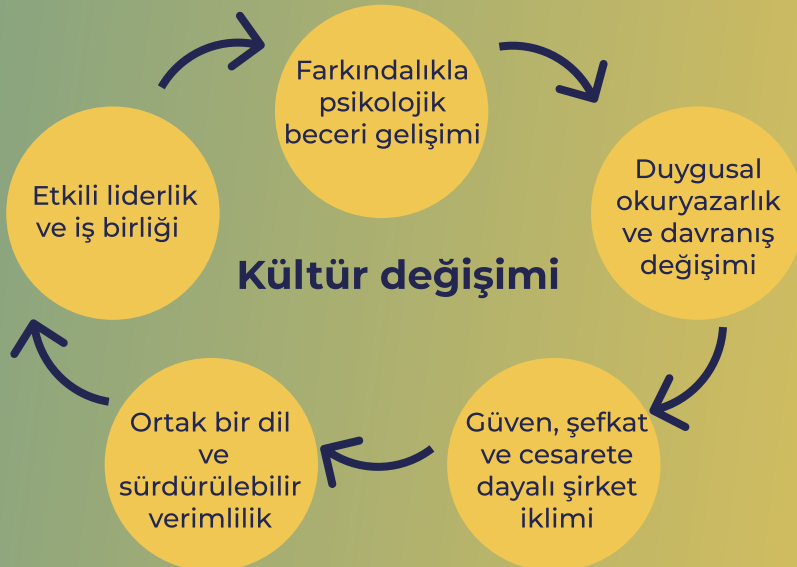 Farkındalıkla
psikolojik
beceri gelişimi
Duygusal
okuryazarlık
ve davranış
değişimi
Güven, şefkat
ve cesarete
dayalı şirket
iklimi
Ortak bir dil
ve
sürdürülebilir
verimlilik
Etkili liderlik
ve iş birliği
Kültür değişimi